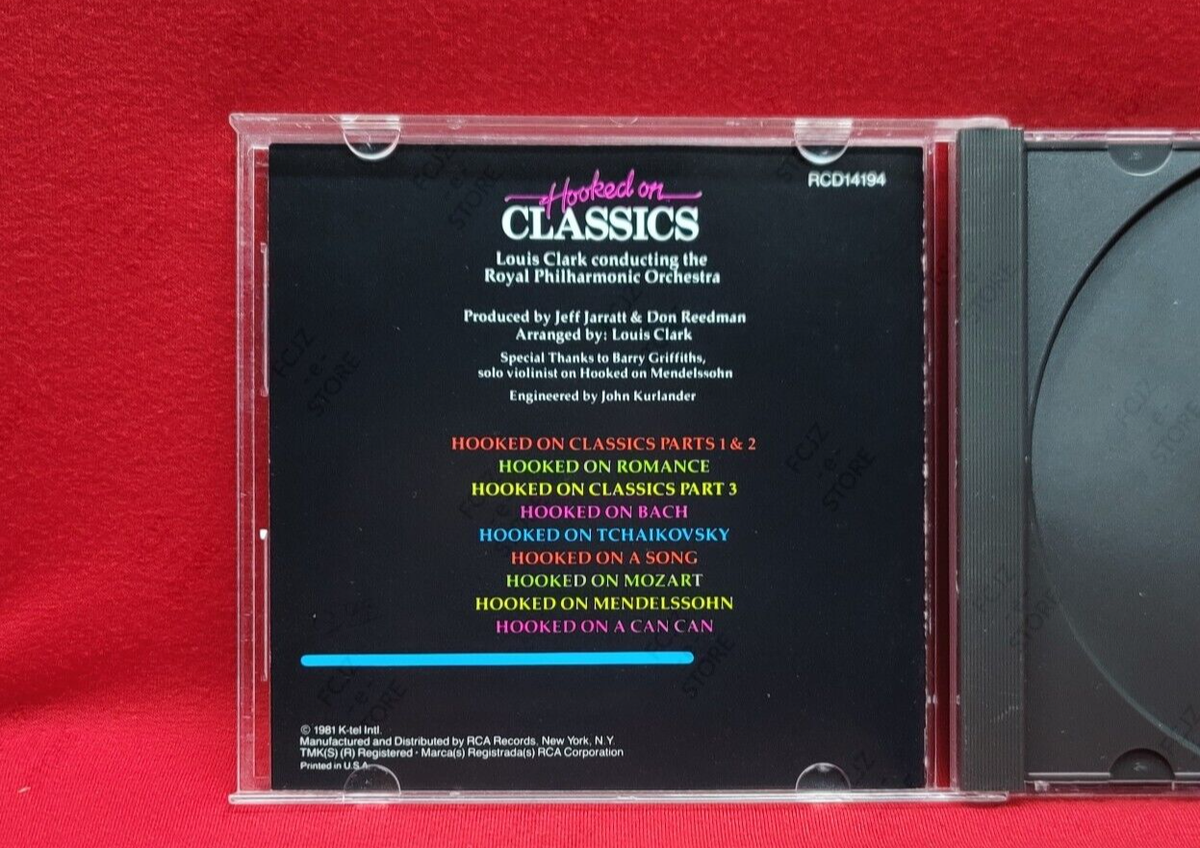 Hooked on
CLASSICS
RCD14194
Louis Clark conducting the
Royal Philharmonic Orchestra
Produced by Jeff Jarratt & Don Reedman
Arranged by: Louis Clark
Special Thanks to Barry Griffiths,
solo violinist on Hooked on Mendelssohn
Engineered by John Kurlander
HOOKED ON CLASSICS PARTS 1 & 2
HOOKED ON ROMANCE
HOOKED ON CLASSICS PART 3
HOOKED ON BACH
HOOKED ON TCHAIKOVSKY
HOOKED ON A SONG
HOOKED ON MOZART
HOOKED ON MENDELSSOHN
HOOKED ON A CAN CAN
© 1981 K-tel Intl.
Manufactured and Distributed by RCA Records, New York, N.Y.
TMK(S) (R) Registered · Marca(s) Registrada(s) RCA Corporation
Printed in U.S.A.
FCJZ
-e-
STORE